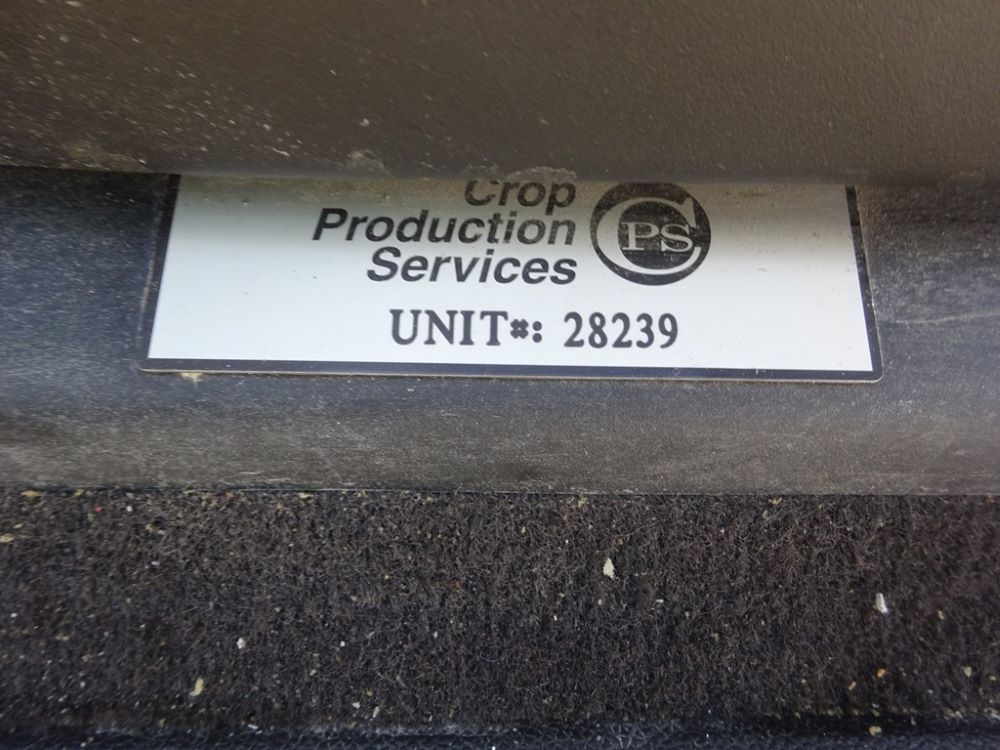 Crop
Production
Services
CPS
UNIT#: 28239